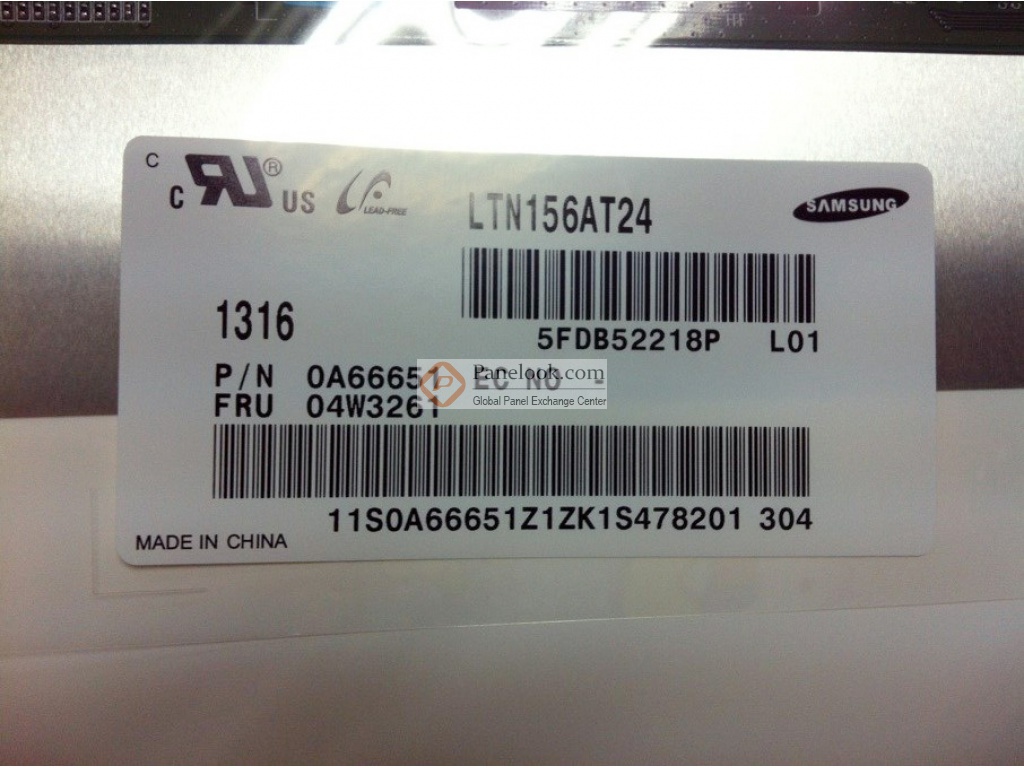 C
C UR® US
LEAD-FREE
LTN156AT24
SAMSUNG
1316
5FDB52218P L01
P/N 0A66651 EC NO -
FRU 04W3261
Panelook.com
Global Panel Exchange Center
11S0A66651Z1ZK1S478201 304
MADE IN CHINA